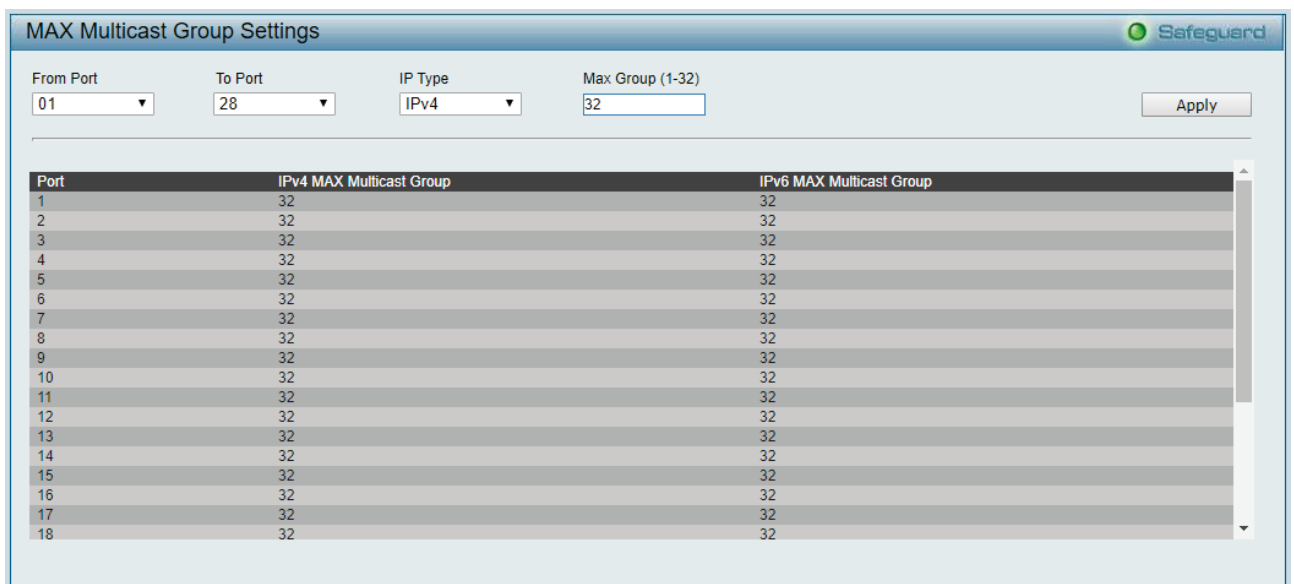 MAX Multicast Group Settings Safeguard
From Port To Port IP Type Max Group (1-32)
01 28 IPv4 32 Apply
Port IPv4 MAX Multicast Group IPv6 MAX Multicast Group
1 32 32
2 32 32
3 32 32
4 32 32
5 32 32
6 32 32
7 32 32
8 32 32
9 32 32
10 32 32
11 32 32
12 32 32
13 32 32
14 32 32
15 32 32
16 32 32
17 32 32
18 32 32